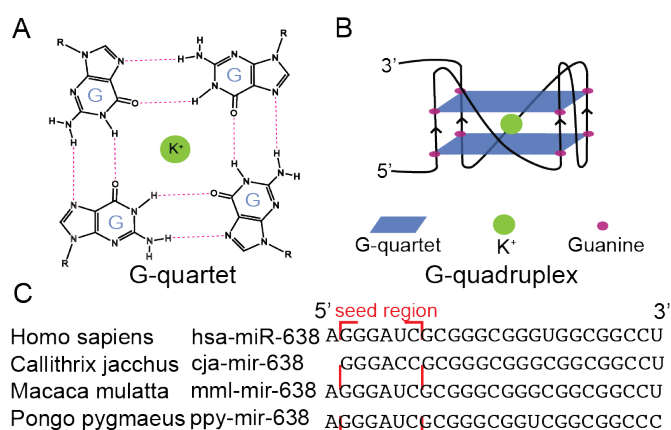 A
B
R
N
N
N
N
O
H-N
H
N-H
H
G
H
H-N
N
N
H-N
O
N
N
R
G
K⁺
N
O
N-H
N
N
N-H
H
R
G
H
H
N
N-H
O
N
N
N
R
G
G-quartet
3’
5’
G-quartet
K⁺
Guanine
G-quadruplex
C
5’ seed region 3’
Homo sapiens hsa-miR-638 AGGGAUCGCGGGCGGGUGGCGGCCU
Callithrix jacchus cja-mir-638 GGGACCGCGGGCGGGCGGCGGCCU
Macaca mulatta mml-mir-638 AGGGAUCGCGGGCGGGCGGCGGCCU
Pongo pygmaeus ppy-mir-638 AGGGAUCGCGGGCGGUCGGCGGCCC